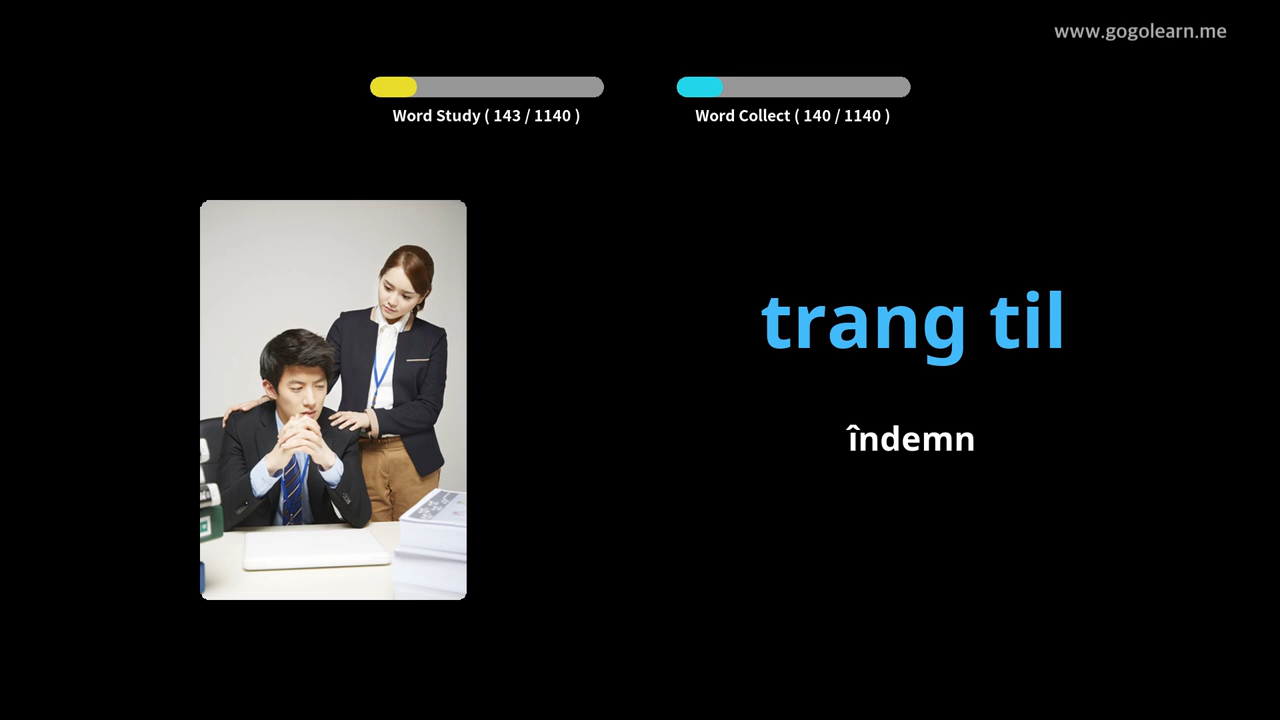 www.gogolearn.me
Word Study ( 143 / 1140 )
Word Collect ( 140 / 1140 )
trang til
îndemn